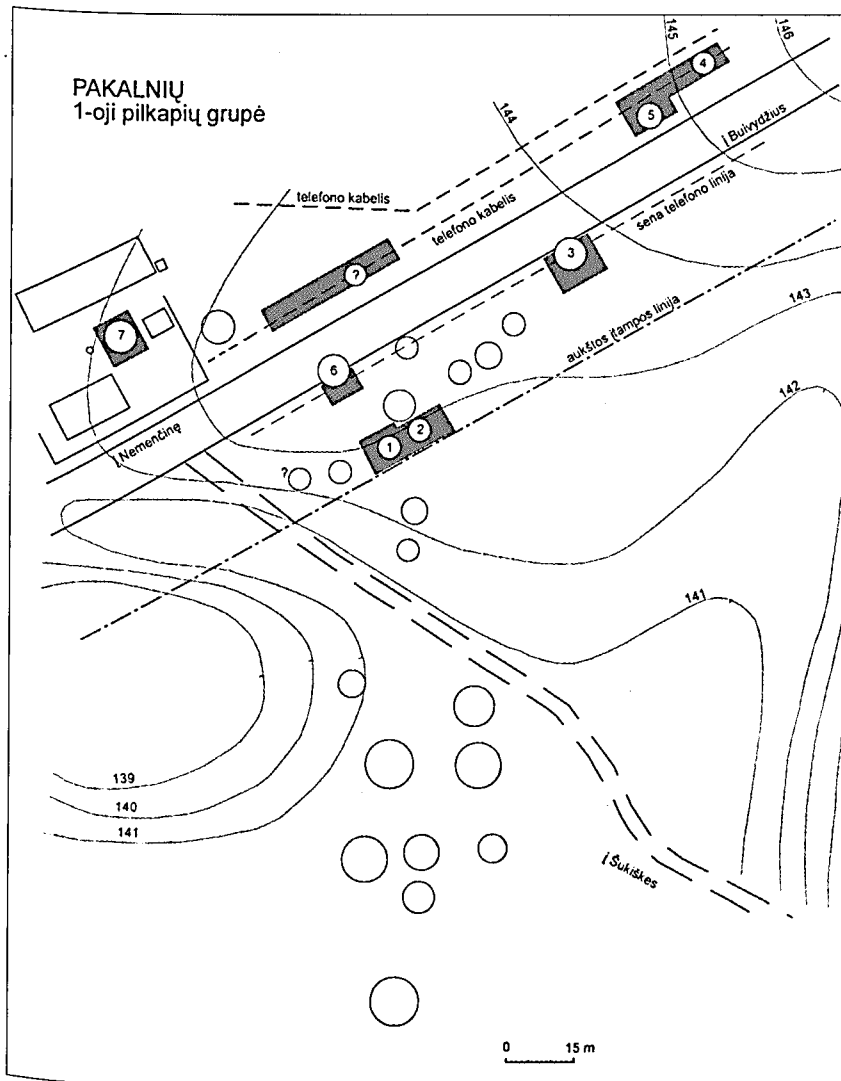 PAKALNIŲ
1-oji pilkapių grupė
145
146
4
5
144
į Buivydžius
telefono kabelis
telefono kabelis
sena telefono linija
3
?
143
7
aukštos įtampos linija
6
142
į Nemenčinę
1
2
?
141
139
140
141
į Šukiškes
0 15 m